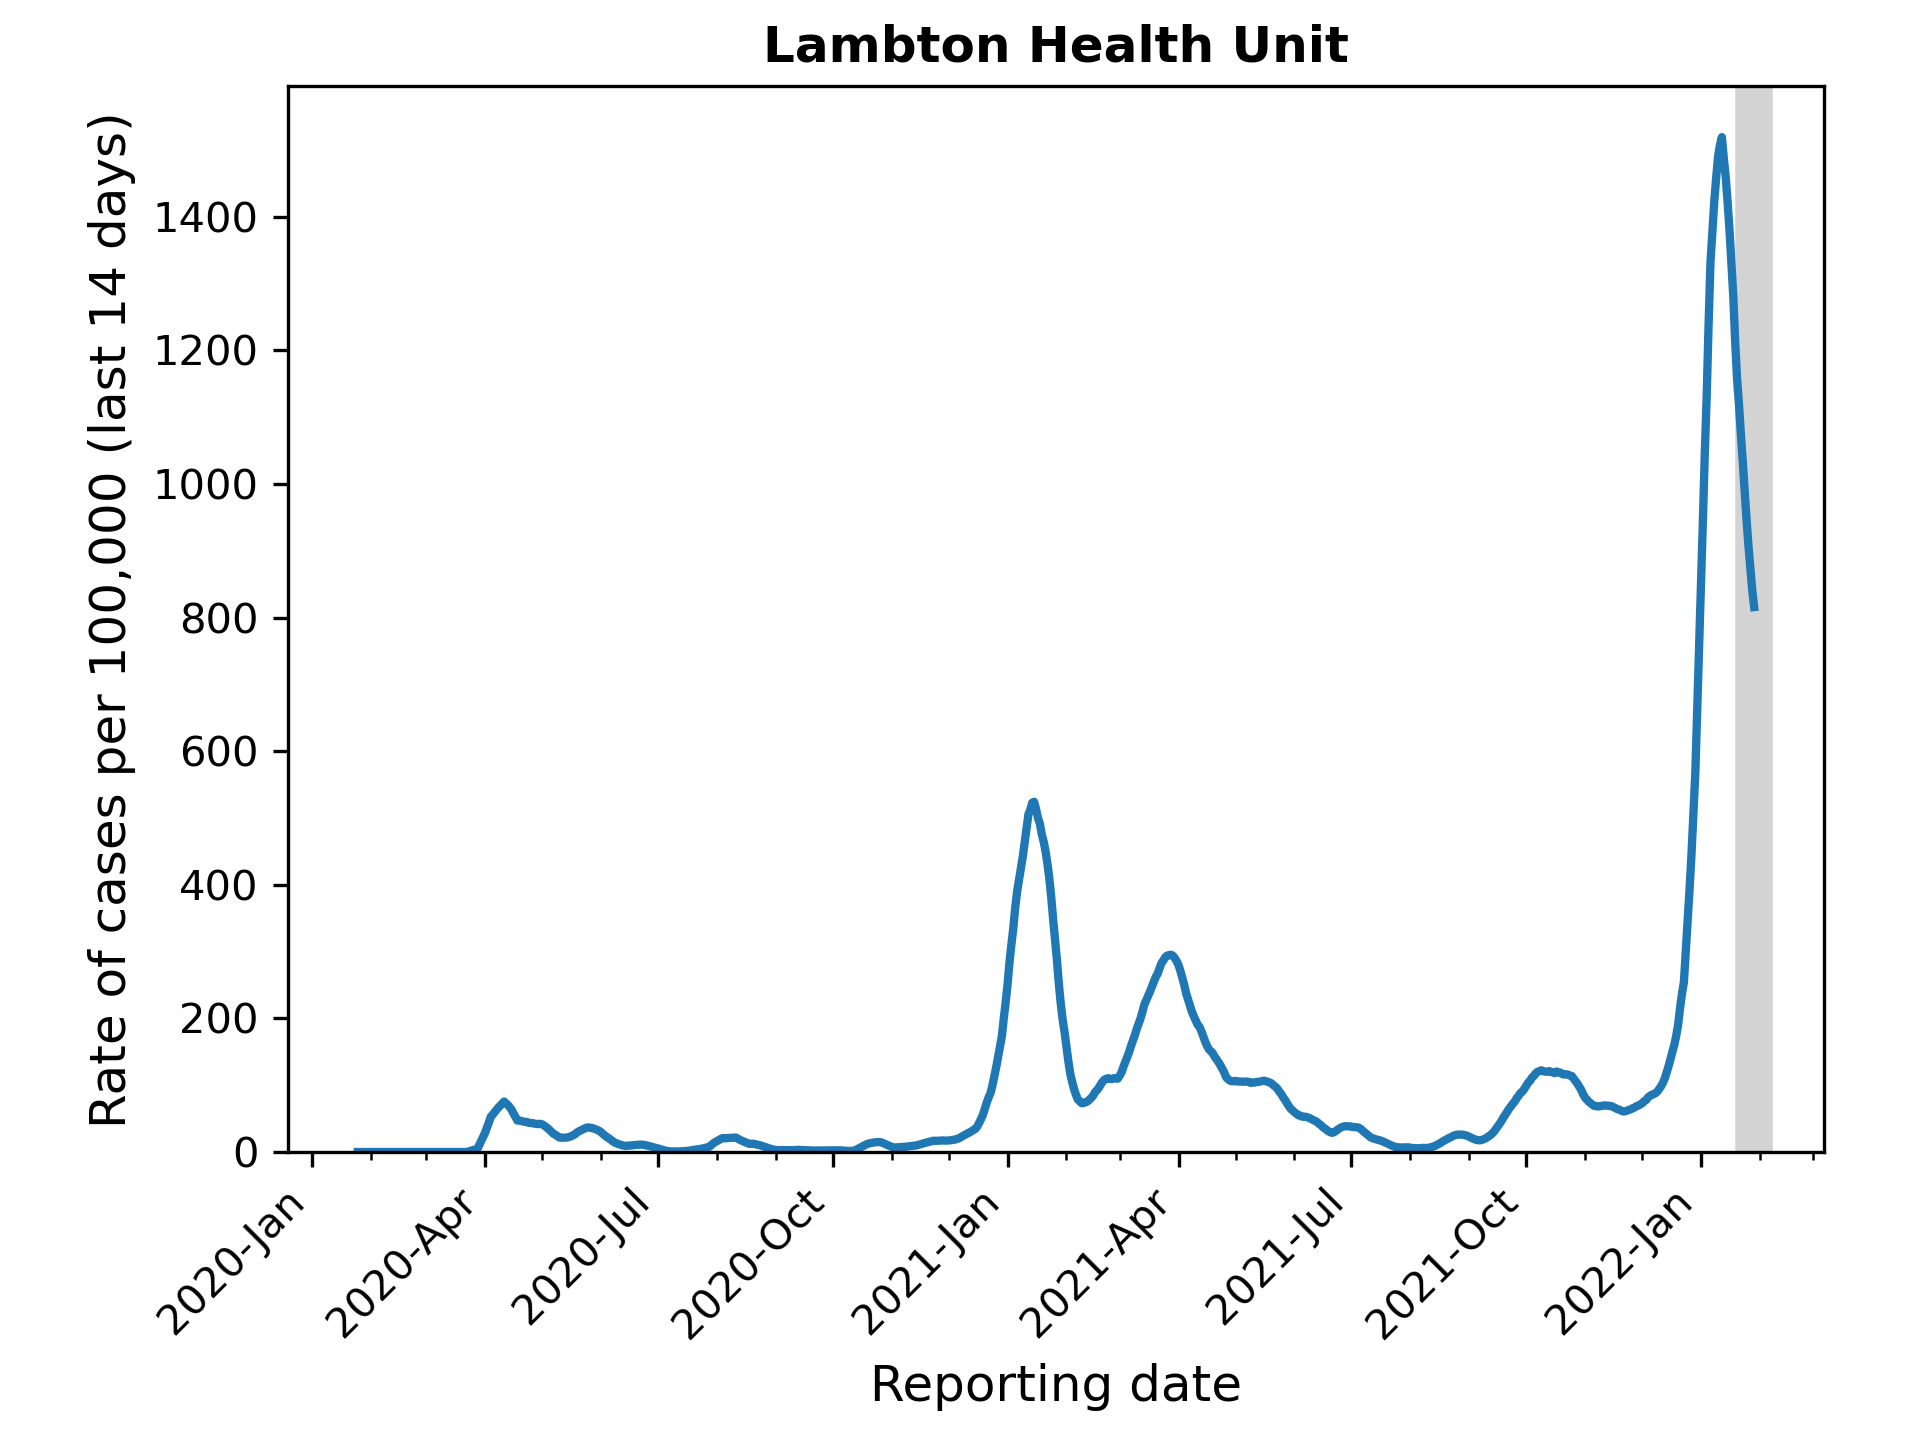 Lambton Health Unit
Rate of cases per 100,000 (last 14 days)
1400
1200
1000
800
600
400
200
0
2020-Jan
2020-Apr
2020-Jul
2020-Oct
2021-Jan
2021-Apr
2021-Jul
2021-Oct
2022-Jan
Reporting date